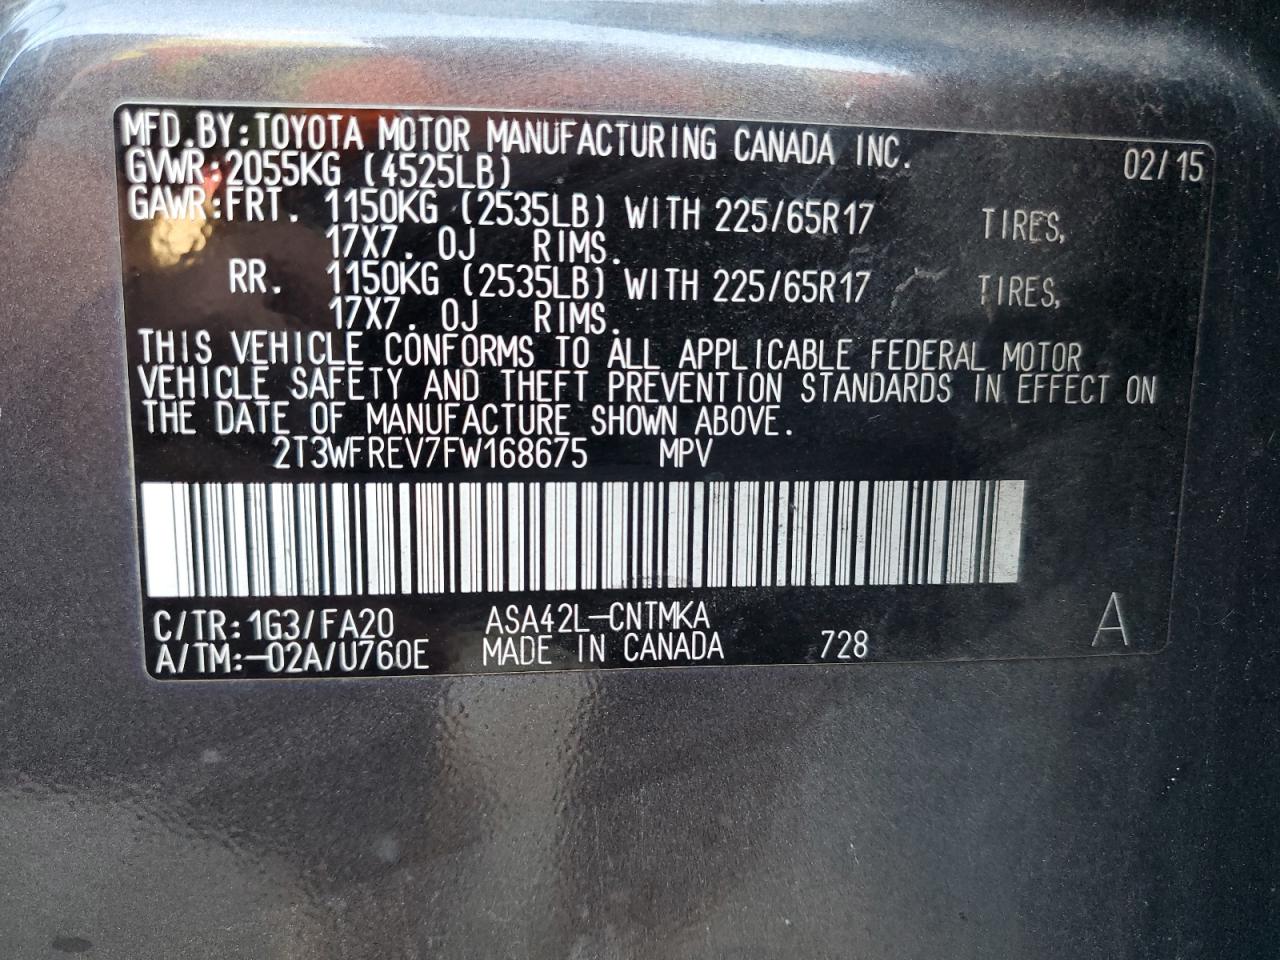 MFD.BY:TOYOTA MOTOR MANUFACTURING CANADA INC. 02/15
GVWR:2055KG (4525LB)
GAWR:FRT. 1150KG (2535LB) WITH 225/65R17 TIRES,
17X7.0J RIMS.
RR. 1150KG (2535LB) WITH 225/65R17 TIRES,
17X7.0J RIMS.
THIS VEHICLE CONFORMS TO ALL APPLICABLE FEDERAL MOTOR
VEHICLE SAFETY AND THEFT PREVENTION STANDARDS IN EFFECT ON
THE DATE OF MANUFACTURE SHOWN ABOVE.
2T3WFREV7FW168675 MPV
C/TR:1G3/FA20 ASA42L-CNTMKA
A/TM:-02A/U760E MADE IN CANADA 728 A